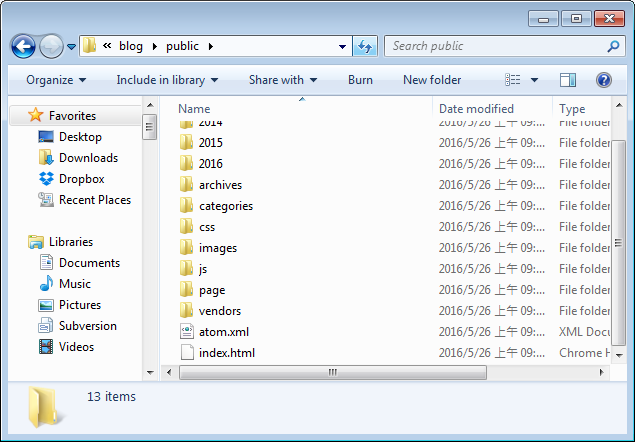 « blog public
Search public
Organize Include in library Share with Burn New folder
Name Date modified Type
Favorites
Desktop
Downloads
Dropbox
Recent Places
Libraries
Documents
Music
Pictures
Subversion
Videos
2014 2016/5/26 上午 09:... File folder
2015 2016/5/26 上午 09:... File folder
2016 2016/5/26 上午 09:... File folder
archives 2016/5/26 上午 09:... File folder
categories 2016/5/26 上午 09:... File folder
css 2016/5/26 上午 09:... File folder
images 2016/5/26 上午 09:... File folder
js 2016/5/26 上午 09:... File folder
page 2016/5/26 上午 09:... File folder
vendors 2016/5/26 上午 09:... File folder
atom.xml 2016/5/26 上午 09:... XML Docu
index.html 2016/5/26 上午 09:... Chrome H
13 items